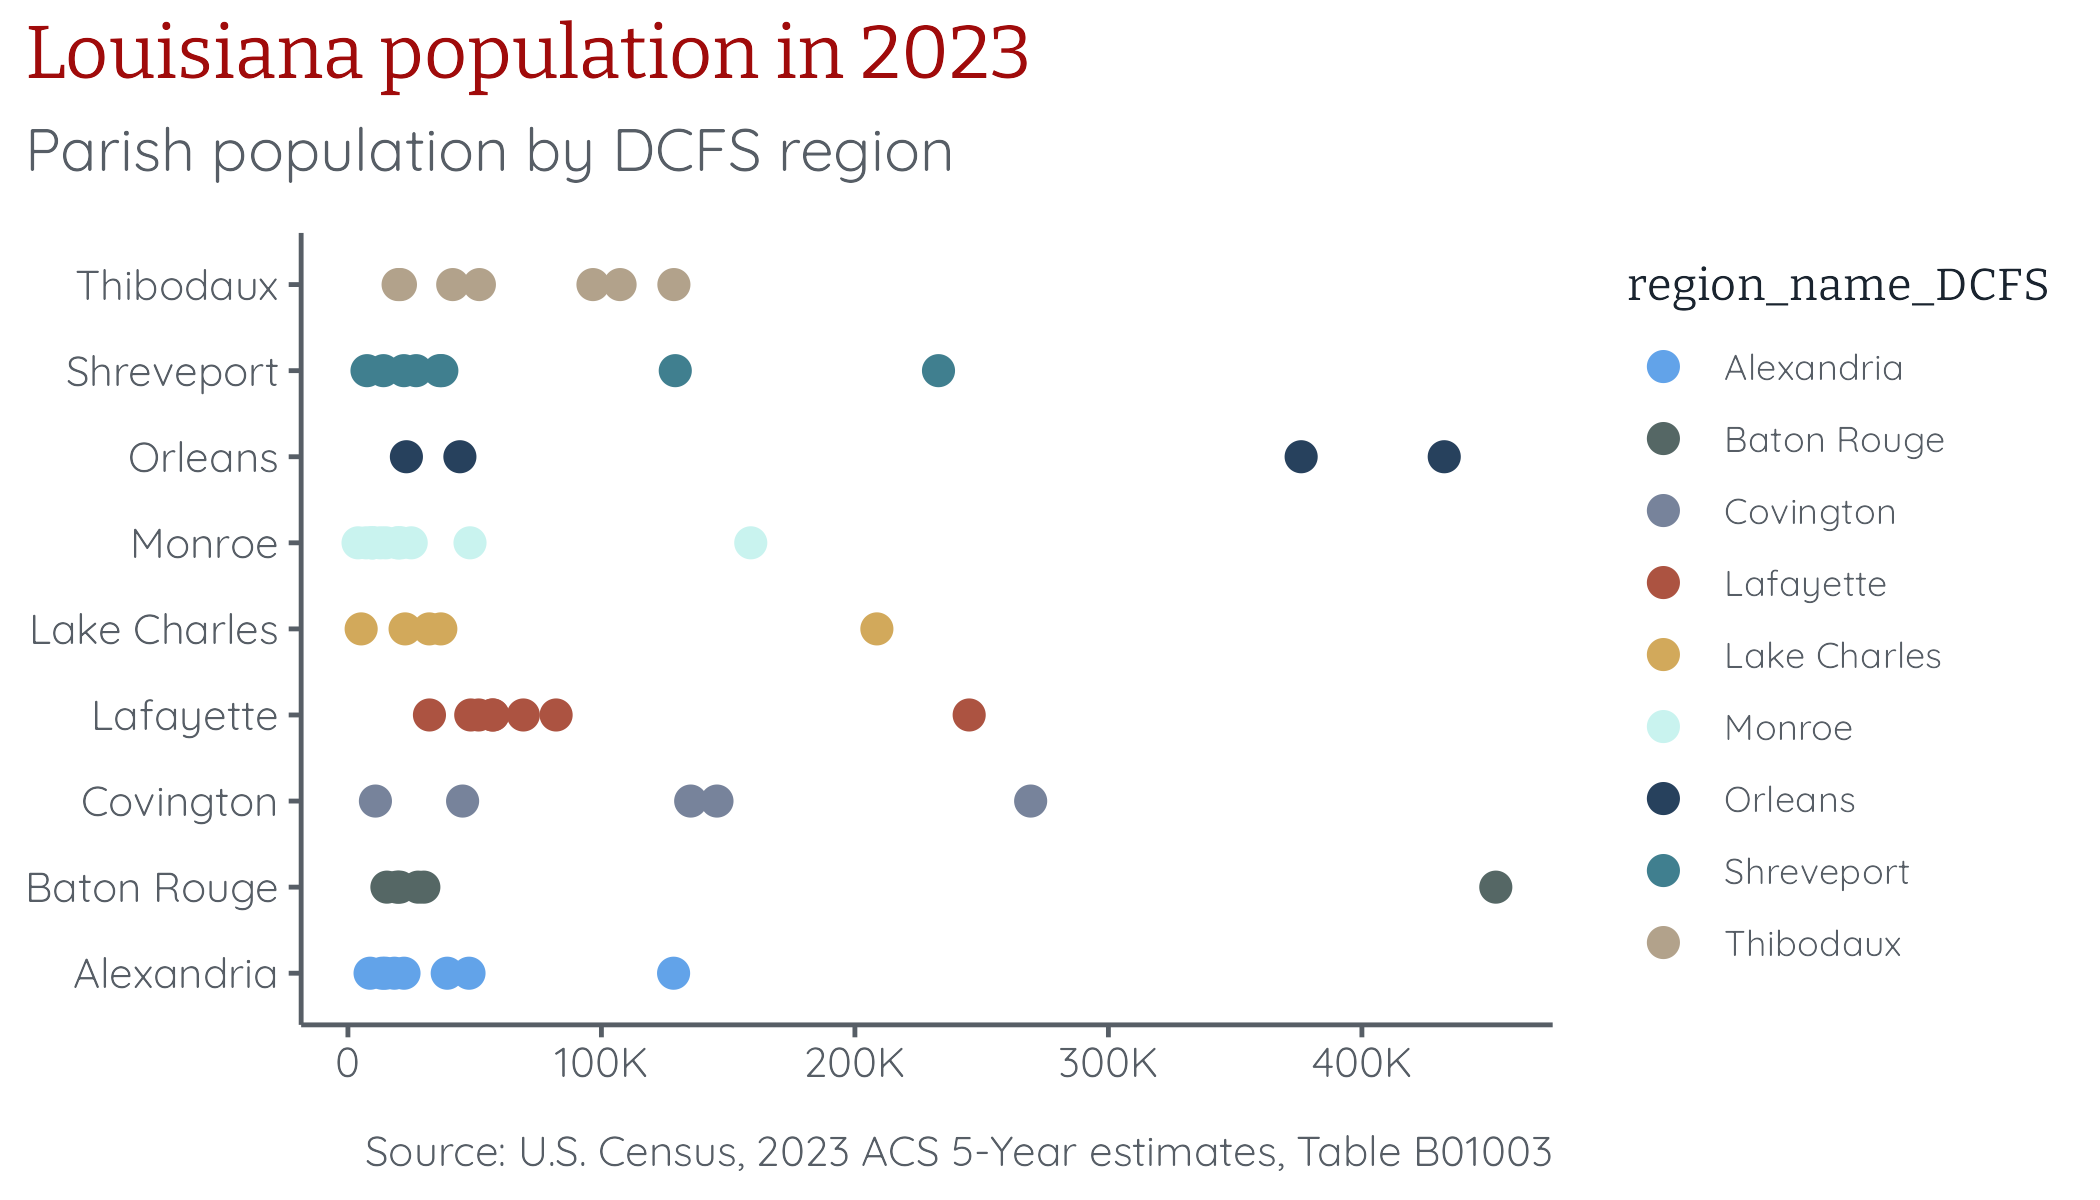 Louisiana population in 2023
Parish population by DCFS region
Thibodaux
Shreveport
Orleans
Monroe
Lake Charles
Lafayette
Covington
Baton Rouge
Alexandria
0 100K 200K 300K 400K
region_name_DCFS
Alexandria
Baton Rouge
Covington
Lafayette
Lake Charles
Monroe
Orleans
Shreveport
Thibodaux
Source: U.S. Census, 2023 ACS 5-Year estimates, Table B01003